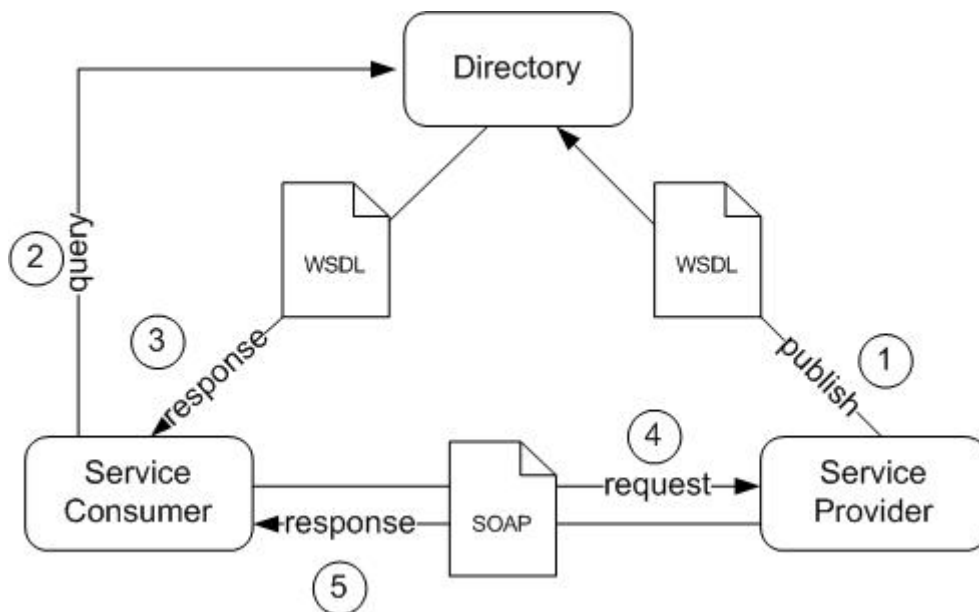 Directory
WSDL
WSDL
2
query
3
response
1
publish
Service
Consumer
4
request
Service
Provider
response
SOAP
5